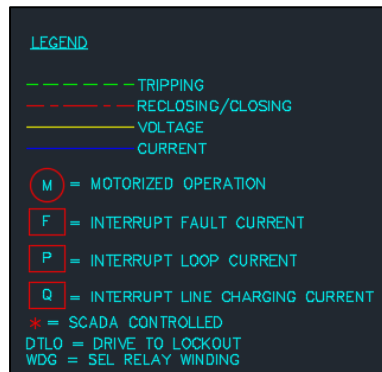 LEGEND
TRIPPING
RECLOSING/CLOSING
VOLTAGE
CURRENT
M = MOTORIZED OPERATION
F = INTERRUPT FAULT CURRENT
P = INTERRUPT LOOP CURRENT
Q = INTERRUPT LINE CHARGING CURRENT
* = SCADA CONTROLLED
DTLO = DRIVE TO LOCKOUT
WDG = SEL RELAY WINDING